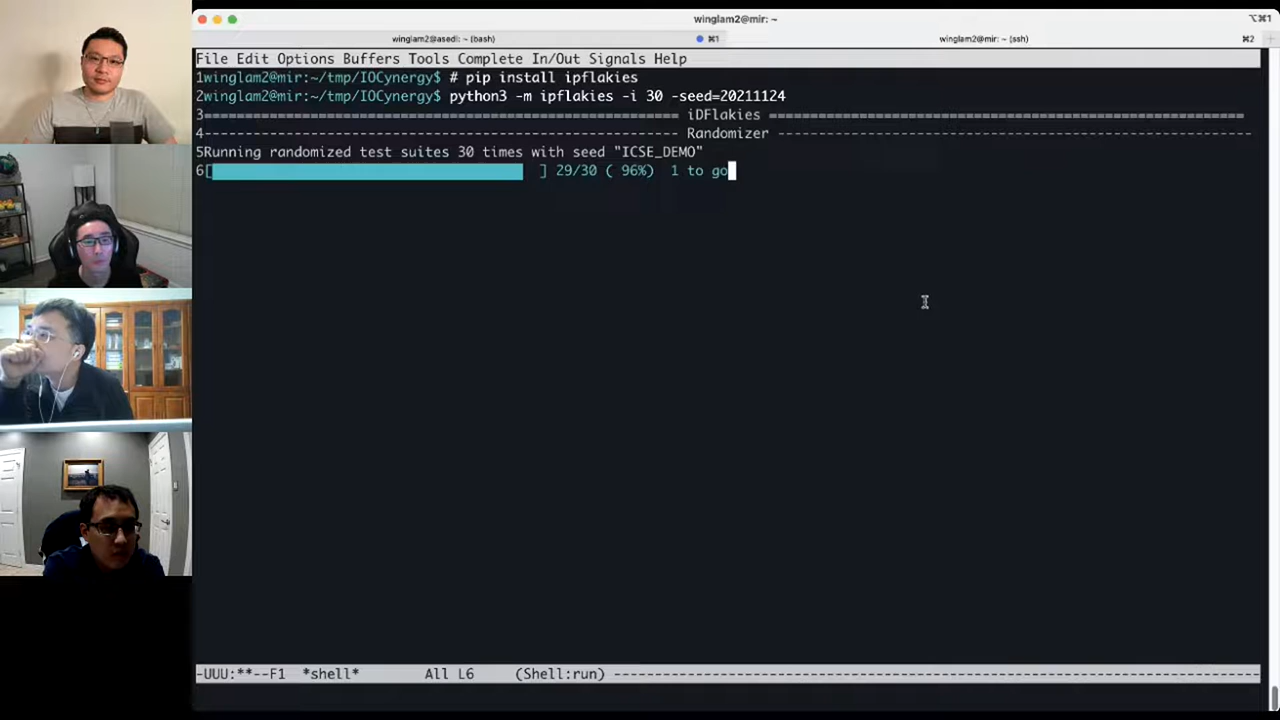 winglam2@mir: ~
⌥⌘1
winglam2@asedl: ~ (bash)
⌘1
winglam2@mir: ~ (ssh)
⌘2
File Edit Options Buffers Tools Complete In/Out Signals Help
1winglam2@mir:~/tmp/IOCynergy$ # pip install ipflakies
2winglam2@mir:~/tmp/IOCynergy$ python3 -m ipflakies -i 30 -seed=20211124
3========================================================= iDFlakies =========================================================
4--------------------------------------------------------- Randomizer ---------------------------------------------------------
5Running randomized test suites 30 times with seed "ICSE_DEMO"
6[ ] 29/30 ( 96%) 1 to go
-UUU:**--F1 *shell* All L6 (Shell:run) ----------------------------------------------------------------------------------